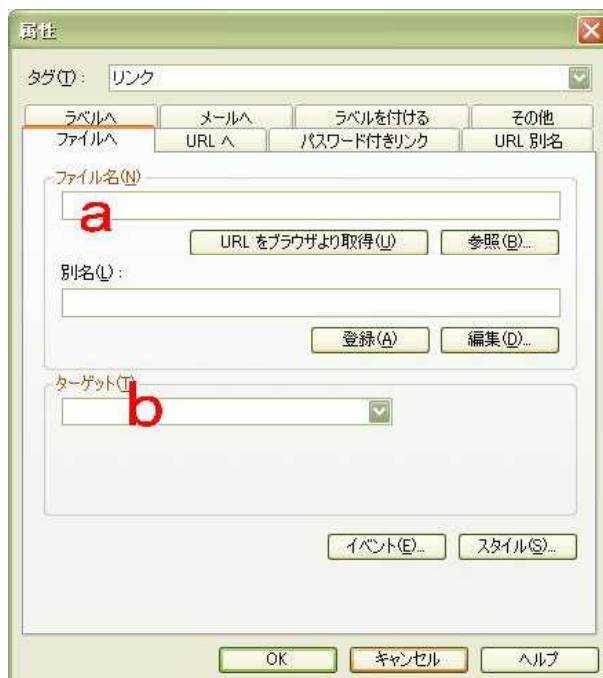 属性
タグ(T): リンク
ラベルへ メールへ ラベルを付ける その他
ファイルへ URL へ パスワード付きリンク URL 別名
ファイル名(N)
a
URL をブラウザより取得(U) 参照(B)...
別名(L):
登録(A) 編集(D)...
ターゲット(T)
b
イベント(E)... スタイル(S)...
OK キャンセル ヘルプ